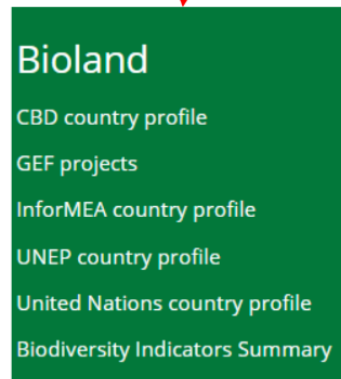 Bioland
CBD country profile
GEF projects
InforMEA country profile
UNEP country profile
United Nations country profile
Biodiversity Indicators Summary